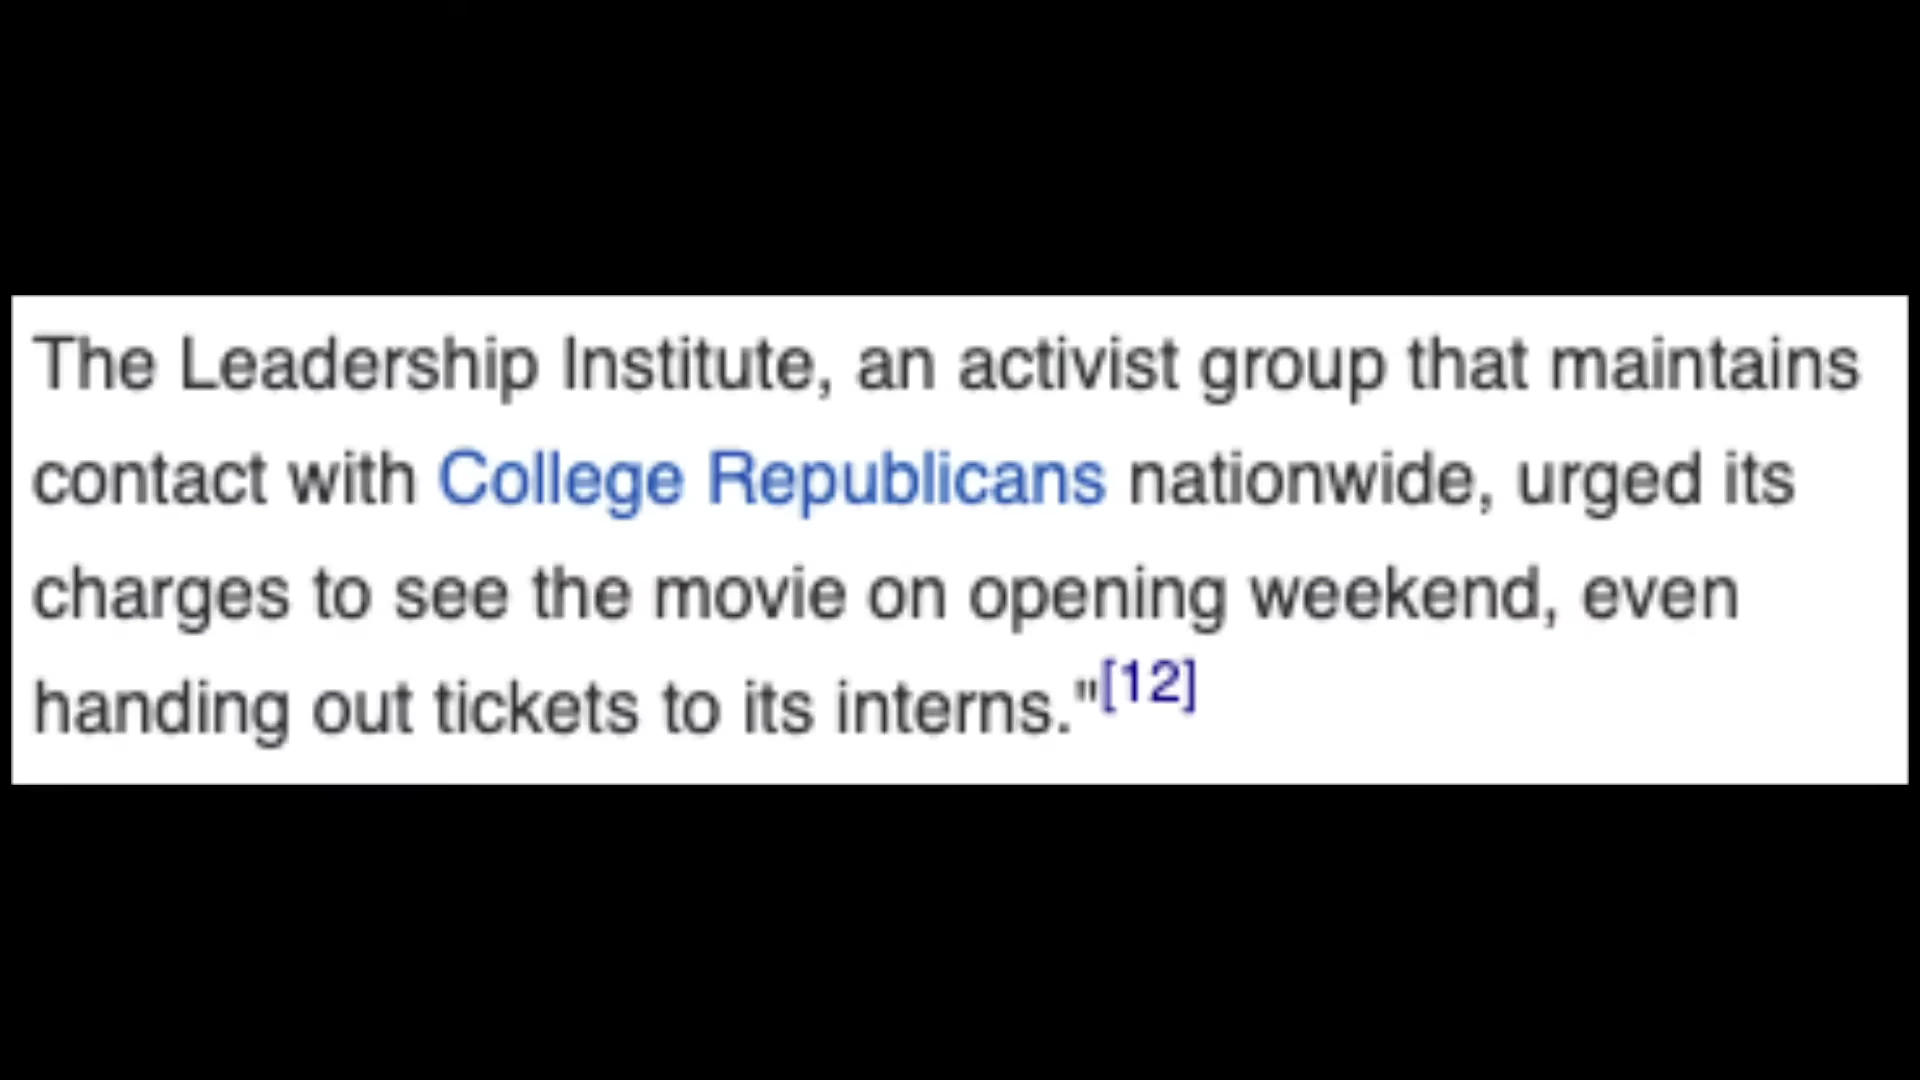 The Leadership Institute, an activist group that maintains
contact with College Republicans nationwide, urged its
charges to see the movie on opening weekend, even
handing out tickets to its interns."[12]